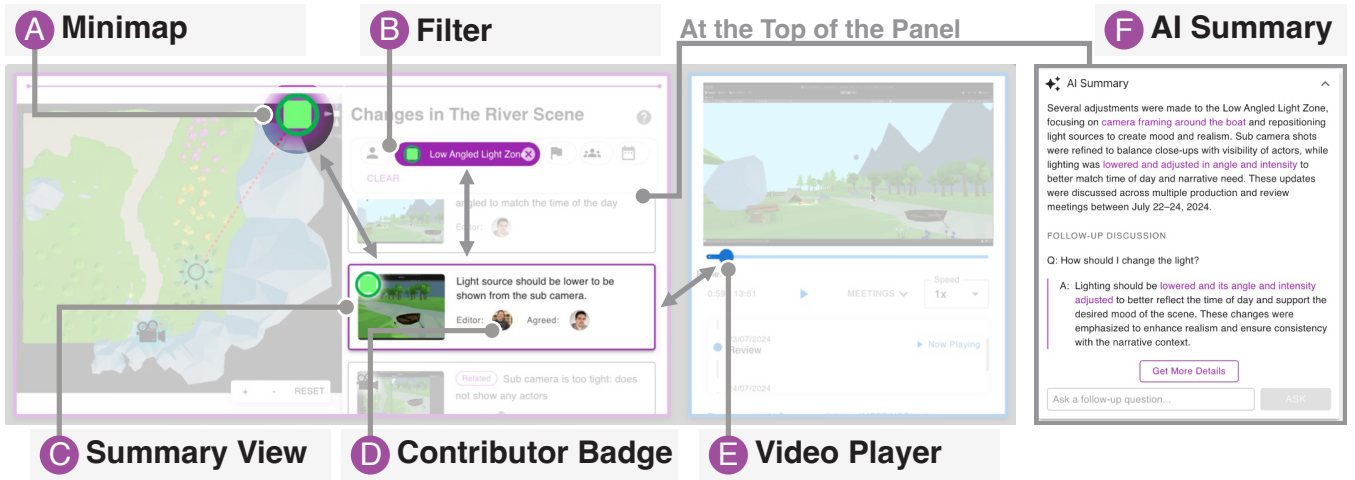 A Minimap
B Filter
At the Top of the Panel
F AI Summary
Changes in The River Scene
?
Low Angled Light Zone
CLEAR
angled to match the time of the day
Editor:
Light source should be lower to be
shown from the sub camera.
Editor: Agreed:
Related Sub camera is too tight: does
not show any actors
+ - RESET
Speed
0:59 13:51 MEETINGS 1x
23/07/2024
Review Now Playing
24/07/2024
AI Summary
Several adjustments were made to the Low Angled Light Zone,
focusing on camera framing around the boat and repositioning
light sources to create mood and realism. Sub camera shots
were refined to balance close-ups with visibility of actors, while
lighting was lowered and adjusted in angle and intensity to
better match time of day and narrative need. These updates
were discussed across multiple production and review
meetings between July 22–24, 2024.
FOLLOW-UP DISCUSSION
Q: How should I change the light?
A: Lighting should be lowered and its angle and intensity
adjusted to better reflect the time of day and support the
desired mood of the scene. These changes were
emphasized to enhance realism and ensure consistency
with the narrative context.
Get More Details
Ask a follow-up question... ASK
C Summary View
D Contributor Badge
E Video Player